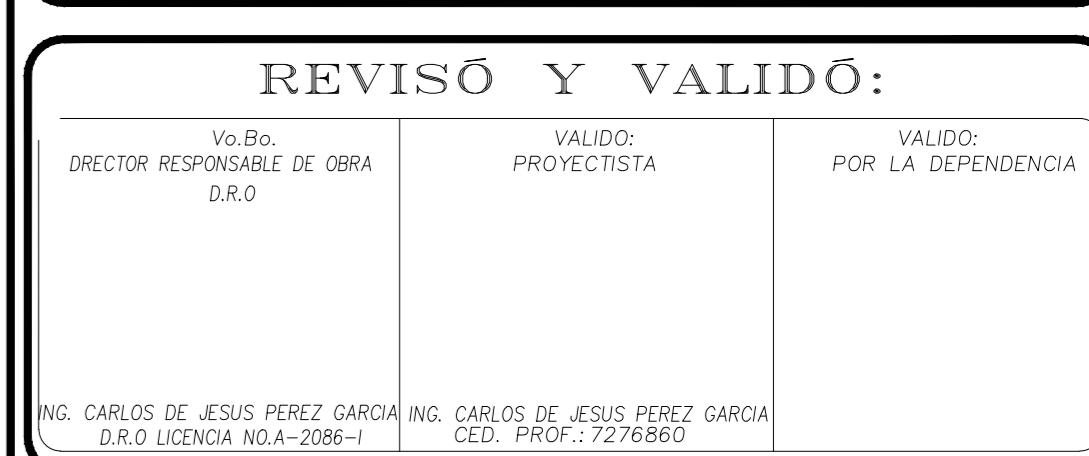 REVISÓ Y VALIDÓ:
Vo.Bo.
DRECTOR RESPONSABLE DE OBRA
D.R.O
ING. CARLOS DE JESUS PEREZ GARCIA
D.R.O LICENCIA NO.A-2086-I
VALIDO:
PROYECTISTA
ING. CARLOS DE JESUS PEREZ GARCIA
CED. PROF.: 7276860
VALIDO:
POR LA DEPENDENCIA